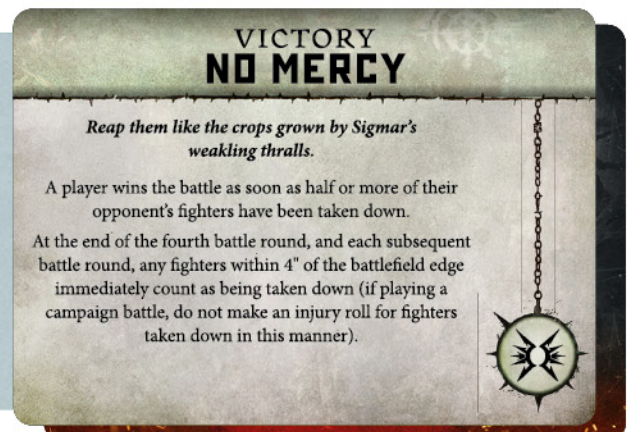 VICTORY
NO MERCY
Reap them like the crops grown by Sigmar's
weakling thralls.
A player wins the battle as soon as half or more of their
opponent's fighters have been taken down.
At the end of the fourth battle round, and each subsequent
battle round, any fighters within 4" of the battlefield edge
immediately count as being taken down (if playing a
campaign battle, do not make an injury roll for fighters
taken down in this manner).